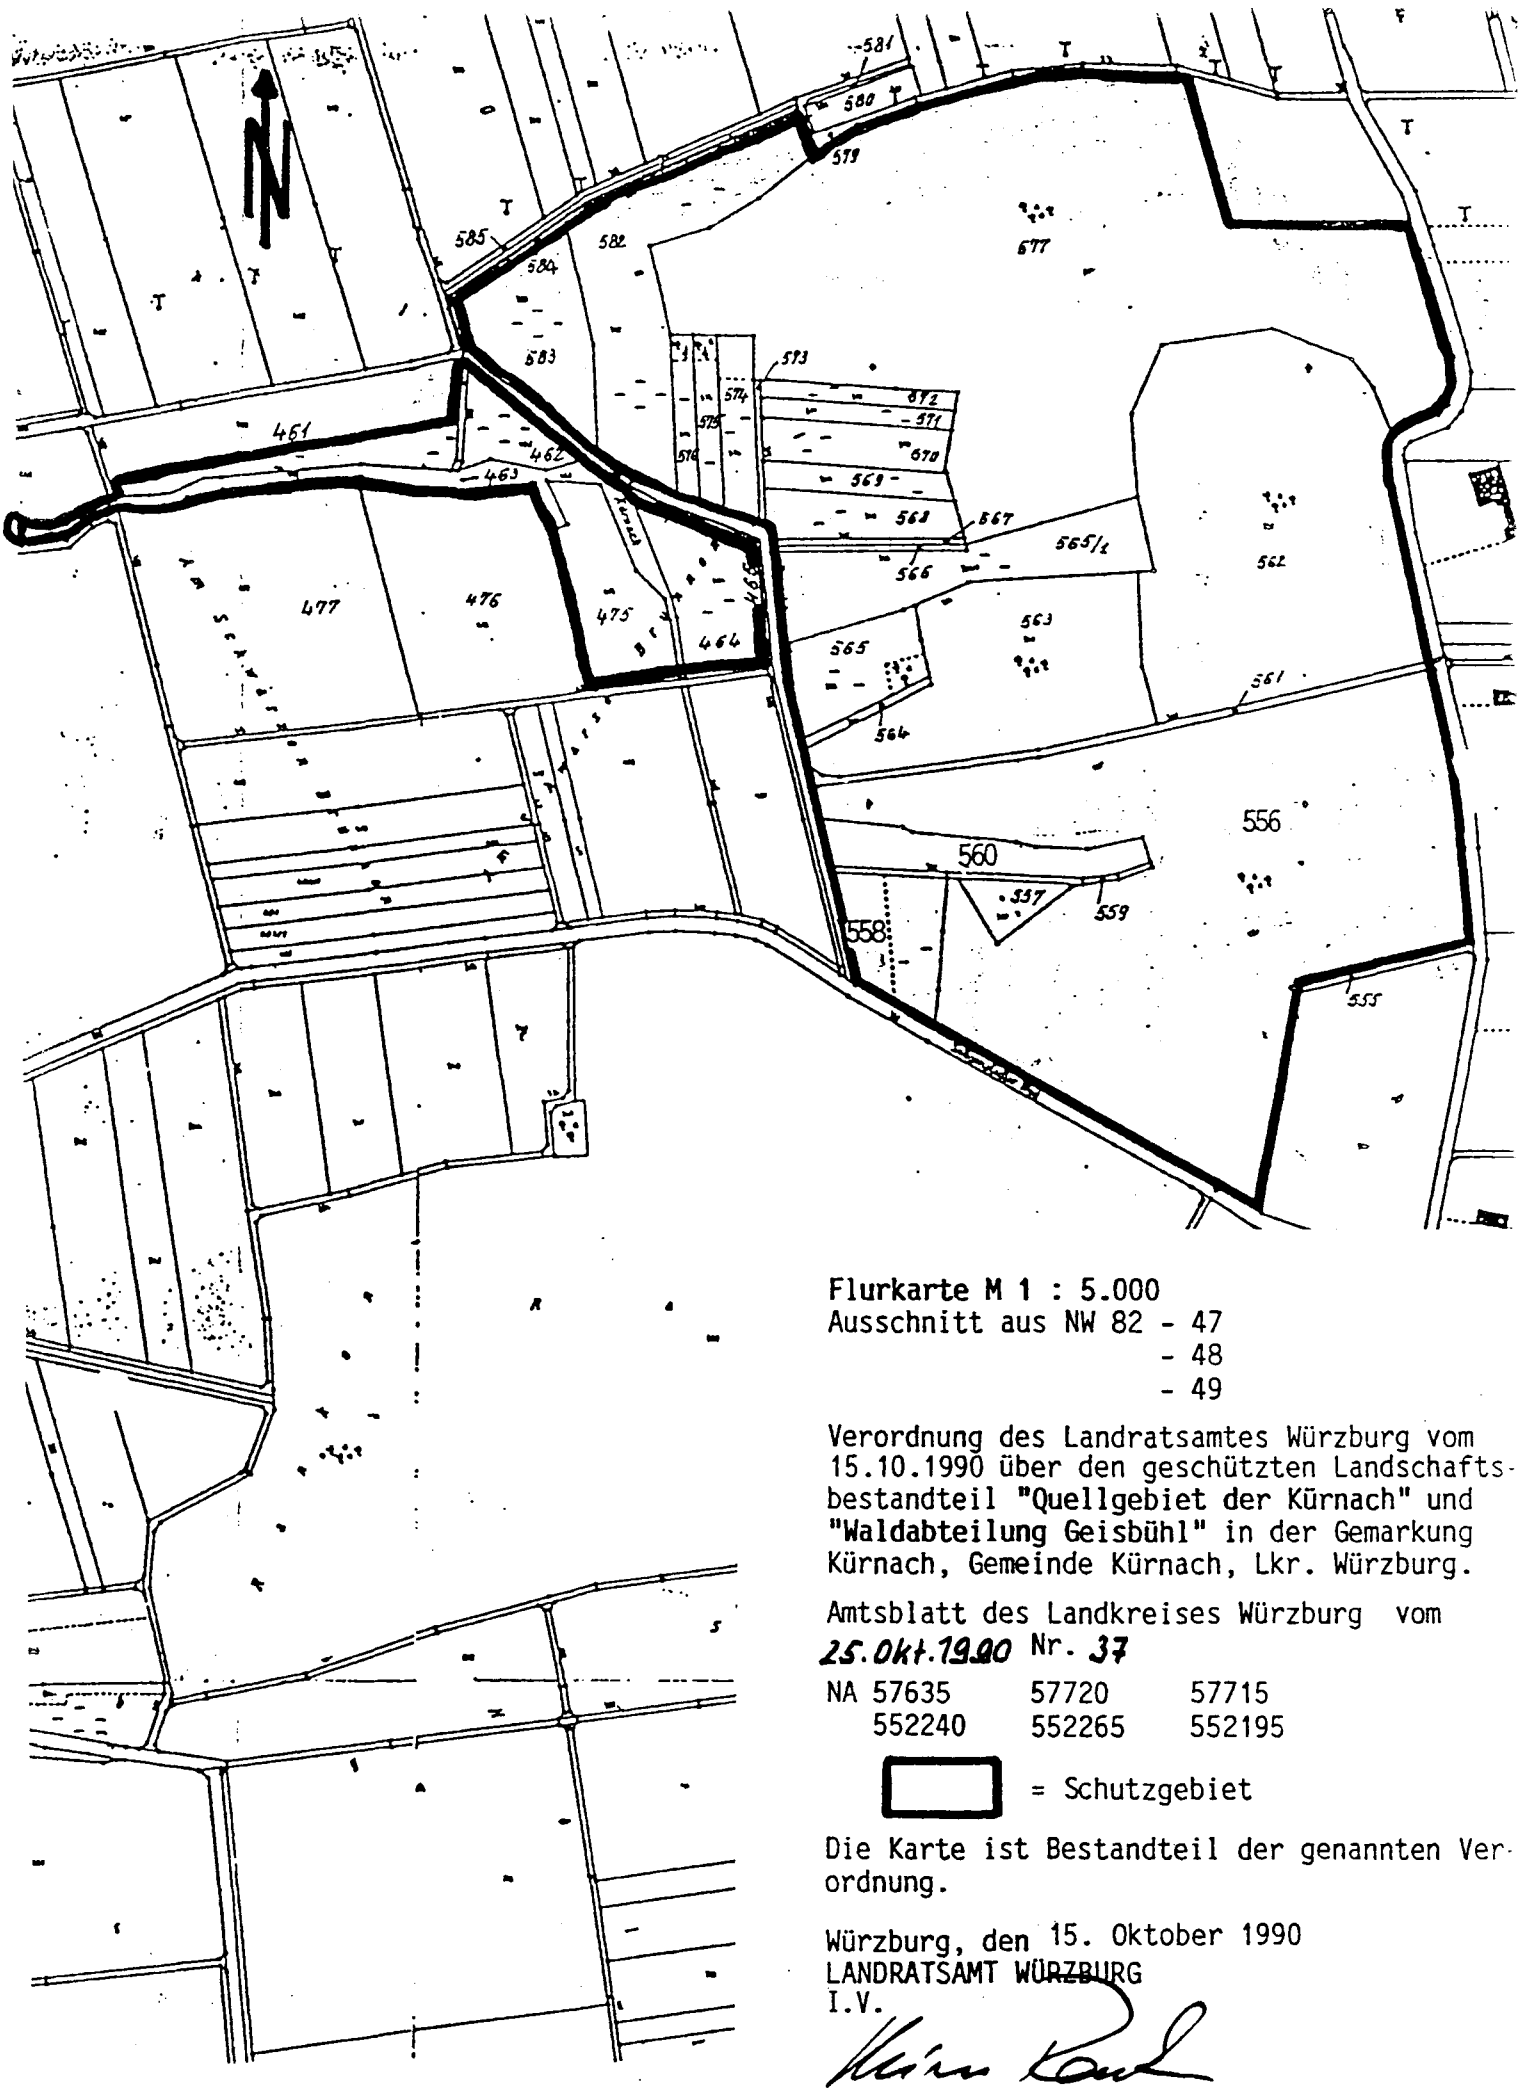 N
581
580
579
585
584
582
583
577
573
574
575
576
572
571
570
569
568
567
566
565/1
562
461
462
463
Kürnach
466
477
476
475
464
565
563
564
561
556
560
557
559
558
555
Flurkarte M 1 : 5.000
Ausschnitt aus NW 82 - 47
- 48
- 49
Verordnung des Landratsamtes Würzburg vom
15.10.1990 über den geschützten Landschafts-
bestandteil "Quellgebiet der Kürnach" und
"Waldabteilung Geisbühl" in der Gemarkung
Kürnach, Gemeinde Kürnach, Lkr. Würzburg.
Amtsblatt des Landkreises Würzburg vom
25. Okt. 1990 Nr. 37
NA 57635 57720 57715
552240 552265 552195
= Schutzgebiet
Die Karte ist Bestandteil der genannten Ver-
ordnung.
Würzburg, den 15. Oktober 1990
LANDRATSAMT WÜRZBURG
I.V.